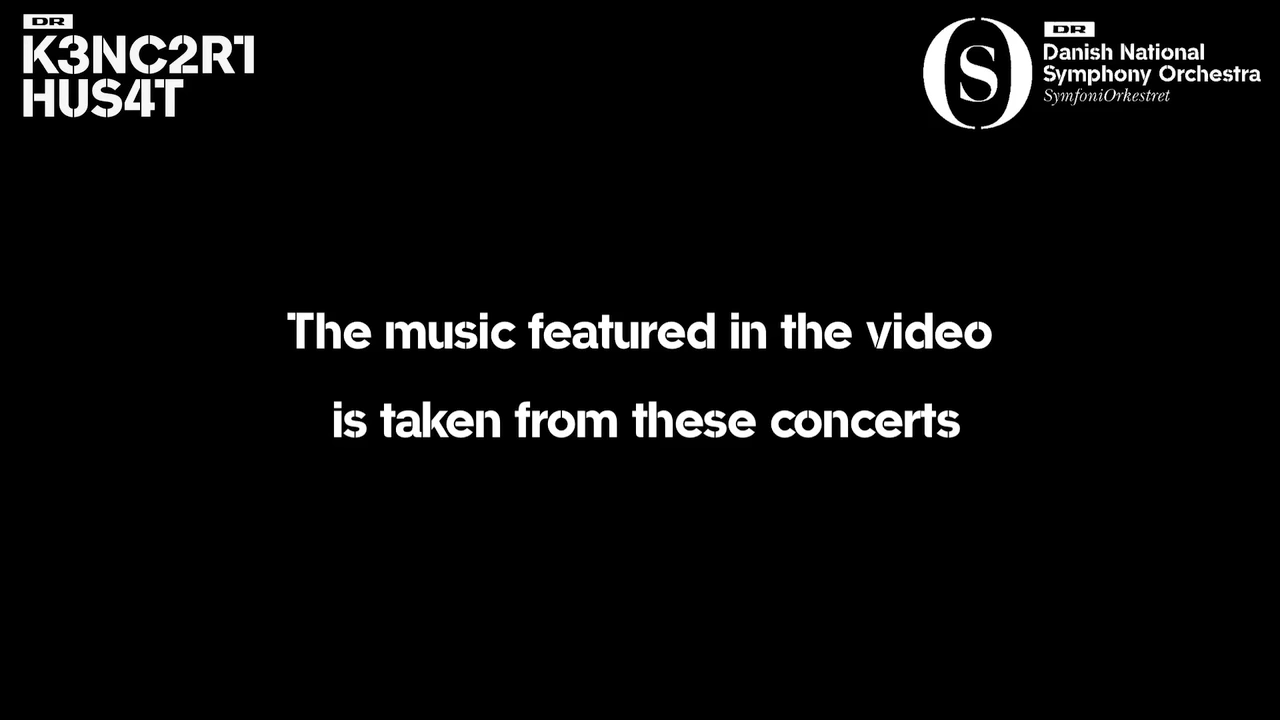 DR
K3NC2R1
HUS4T
DR
Danish National
Symphony Orchestra
SymfoniOrkestret
The music featured in the video
is taken from these concerts